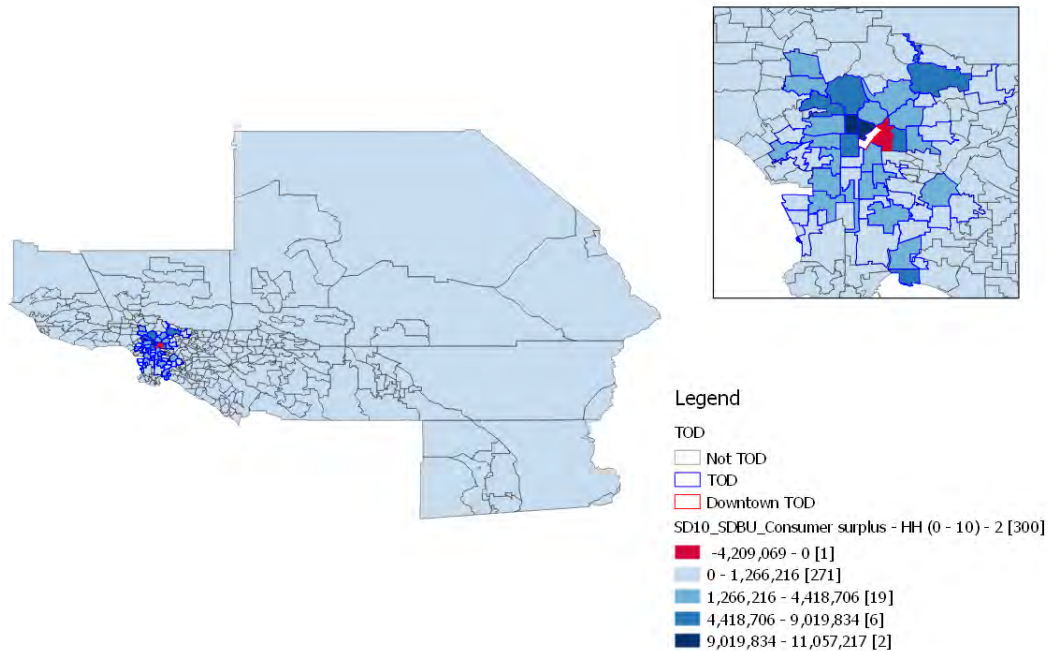 Legend
TOD
Not TOD
TOD
Downtown TOD
SD10_SDBU_Consumer surplus - HH (0 - 10) - 2 [300]
-4,209,069 - 0 [1]
0 - 1,266,216 [271]
1,266,216 - 4,418,706 [19]
4,418,706 - 9,019,834 [6]
9,019,834 - 11,057,217 [2]